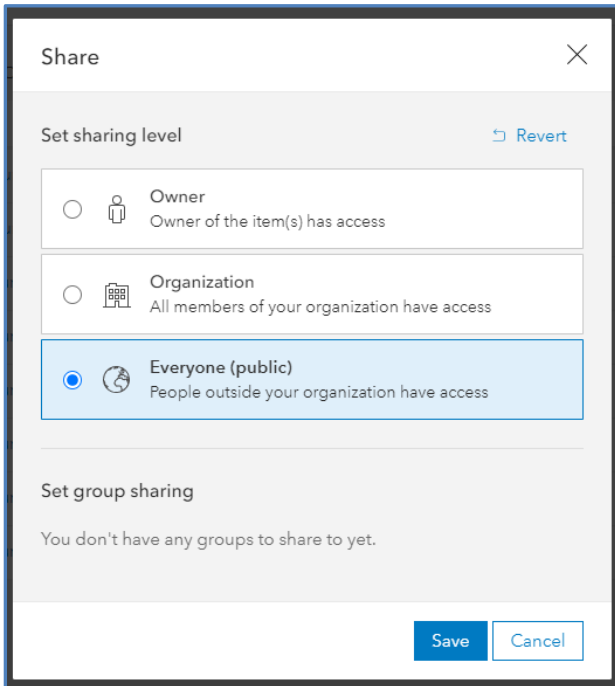 Share
Set sharing level
Revert
Owner
Owner of the item(s) has access
Organization
All members of your organization have access
Everyone (public)
People outside your organization have access
Set group sharing
You don't have any groups to share to yet.
Save
Cancel